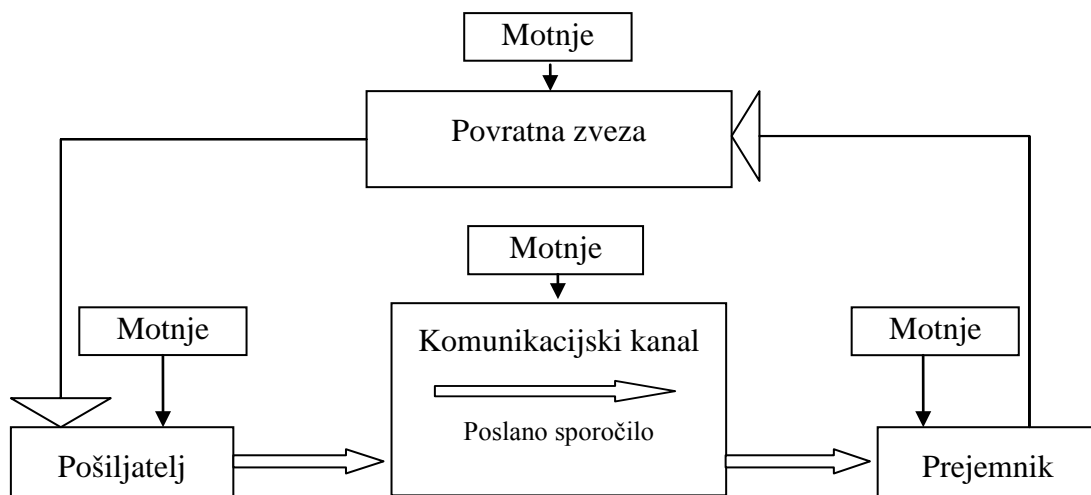 Motnje
Povratna zveza
Motnje
Motnje
Komunikacijski kanal
Motnje
Poslano sporočilo
Pošiljatelj
Prejemnik